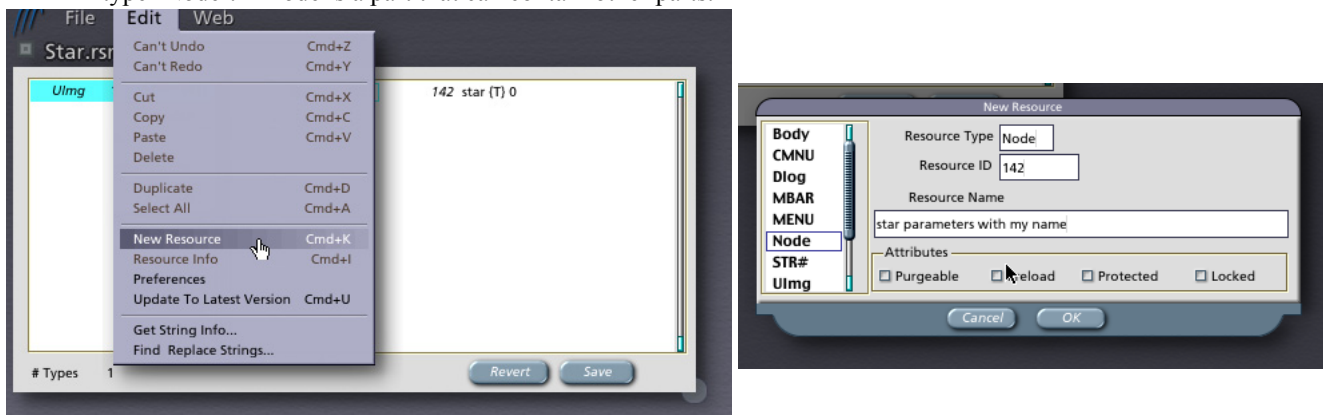 File Edit Web
Star.rsr
Can't Undo Cmd+Z
Can't Redo Cmd+Y
UImg
142 star {T} 0
Cut Cmd+X
Copy Cmd+C
Paste Cmd+V
Delete
Duplicate Cmd+D
Select All Cmd+A
New Resource Cmd+K
Resource Info Cmd+I
Preferences
Update To Latest Version Cmd+U
Get String Info...
Find Replace Strings...
# Types 1
Revert Save
New Resource
Body
CMNU
Dlog
MBAR
MENU
Node
STR#
UImg
Resource Type Node
Resource ID 142
Resource Name
star parameters with my name
Attributes
Purgeable Protected Locked
Cancel OK